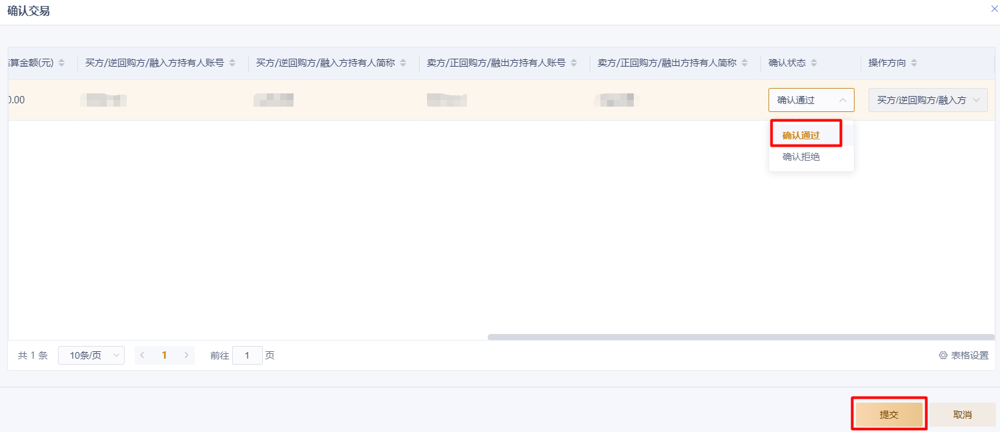 确认交易
算金额(元) 买方/逆回购方/融入方持有人账号 买方/逆回购方/融入方持有人简称 卖方/正回购方/融出方持有人账号 卖方/正回购方/融出方持有人简称 确认状态 操作方向
0.00 确认通过 买方/逆回购方/融入方
确认通过
确认拒绝
共 1 条 10条/页 1 前往 1 页 表格设置
提交 取消